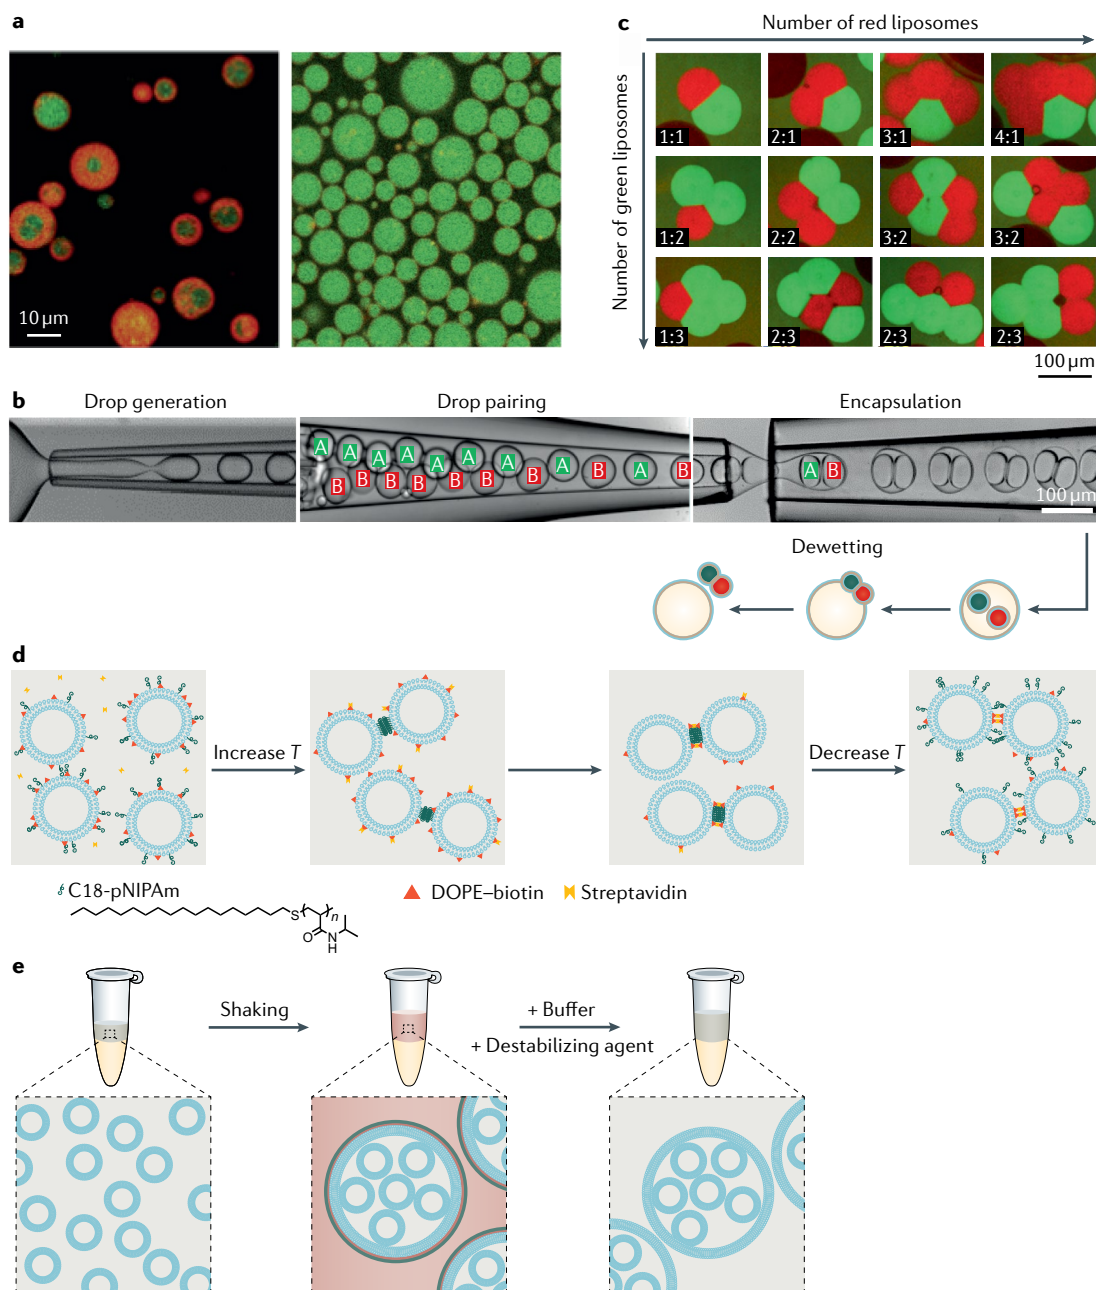 a
10 µm
c
Number of red liposomes
Number of green liposomes
1:1
2:1
3:1
4:1
1:2
2:2
3:2
3:2
1:3
2:3
2:3
2:3
100 µm
b
Drop generation
Drop pairing
Encapsulation
A A A A A A A A A
B B B B B B B B B
A B
100 µm
Dewetting
d
Increase T
Decrease T
C18-pNIPAm
DOPE–biotin
Streptavidin
S
n
O
N
H
e
Shaking
+ Buffer
+ Destabilizing agent